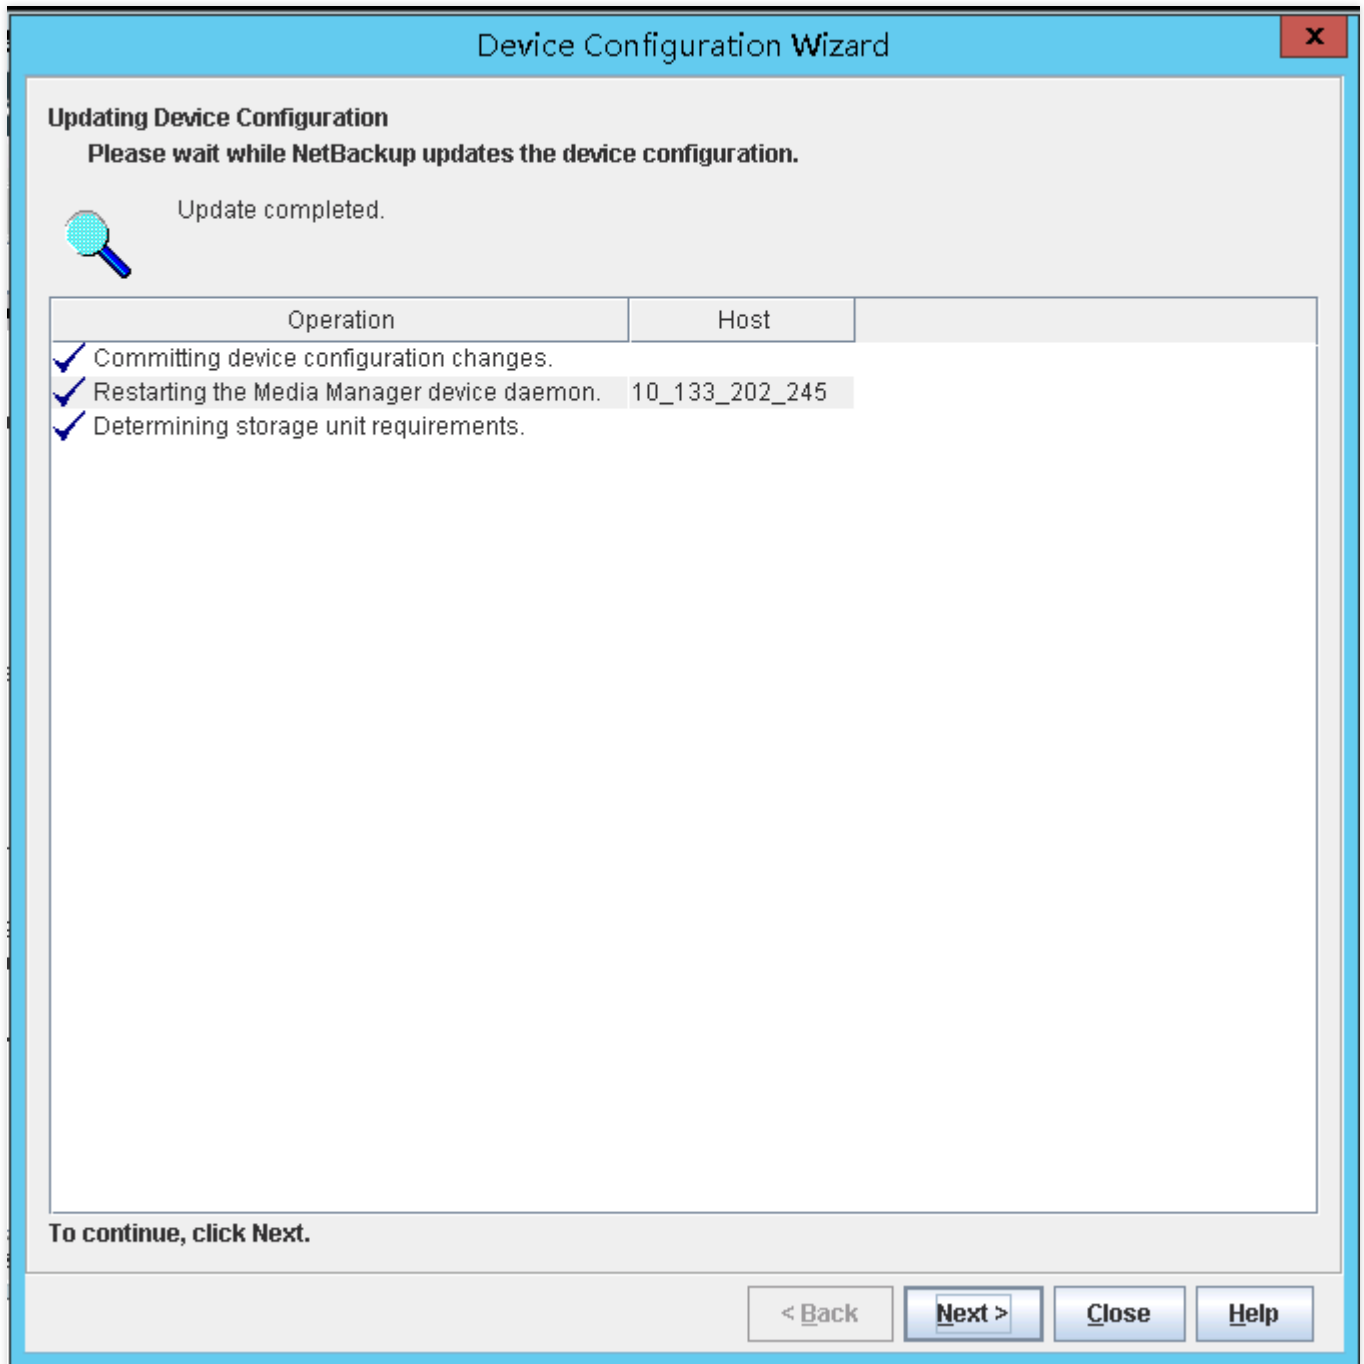 Device Configuration Wizard
x
Updating Device Configuration
Please wait while NetBackup updates the device configuration.
Update completed.
Operation Host
Committing device configuration changes.
Restarting the Media Manager device daemon. 10_133_202_245
Determining storage unit requirements.
To continue, click Next.
< Back Next > Close Help